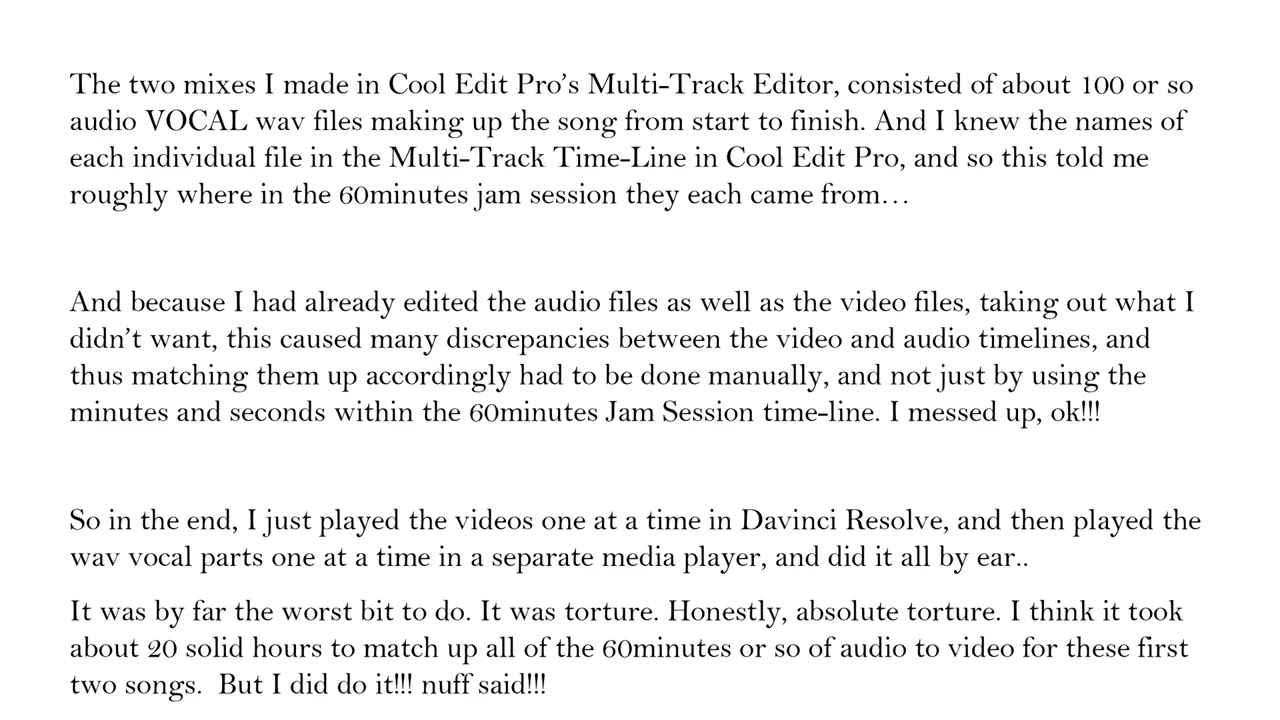 The two mixes I made in Cool Edit Pro’s Multi-Track Editor, consisted of about 100 or so
audio VOCAL wav files making up the song from start to finish. And I knew the names of
each individual file in the Multi-Track Time-Line in Cool Edit Pro, and so this told me
roughly where in the 60minutes jam session they each came from…
And because I had already edited the audio files as well as the video files, taking out what I
didn’t want, this caused many discrepancies between the video and audio timelines, and
thus matching them up accordingly had to be done manually, and not just by using the
minutes and seconds within the 60minutes Jam Session time-line. I messed up, ok!!!
So in the end, I just played the videos one at a time in Davinci Resolve, and then played the
wav vocal parts one at a time in a separate media player, and did it all by ear..
It was by far the worst bit to do. It was torture. Honestly, absolute torture. I think it took
about 20 solid hours to match up all of the 60minutes or so of audio to video for these first
two songs.  But I did do it!!! nuff said!!!